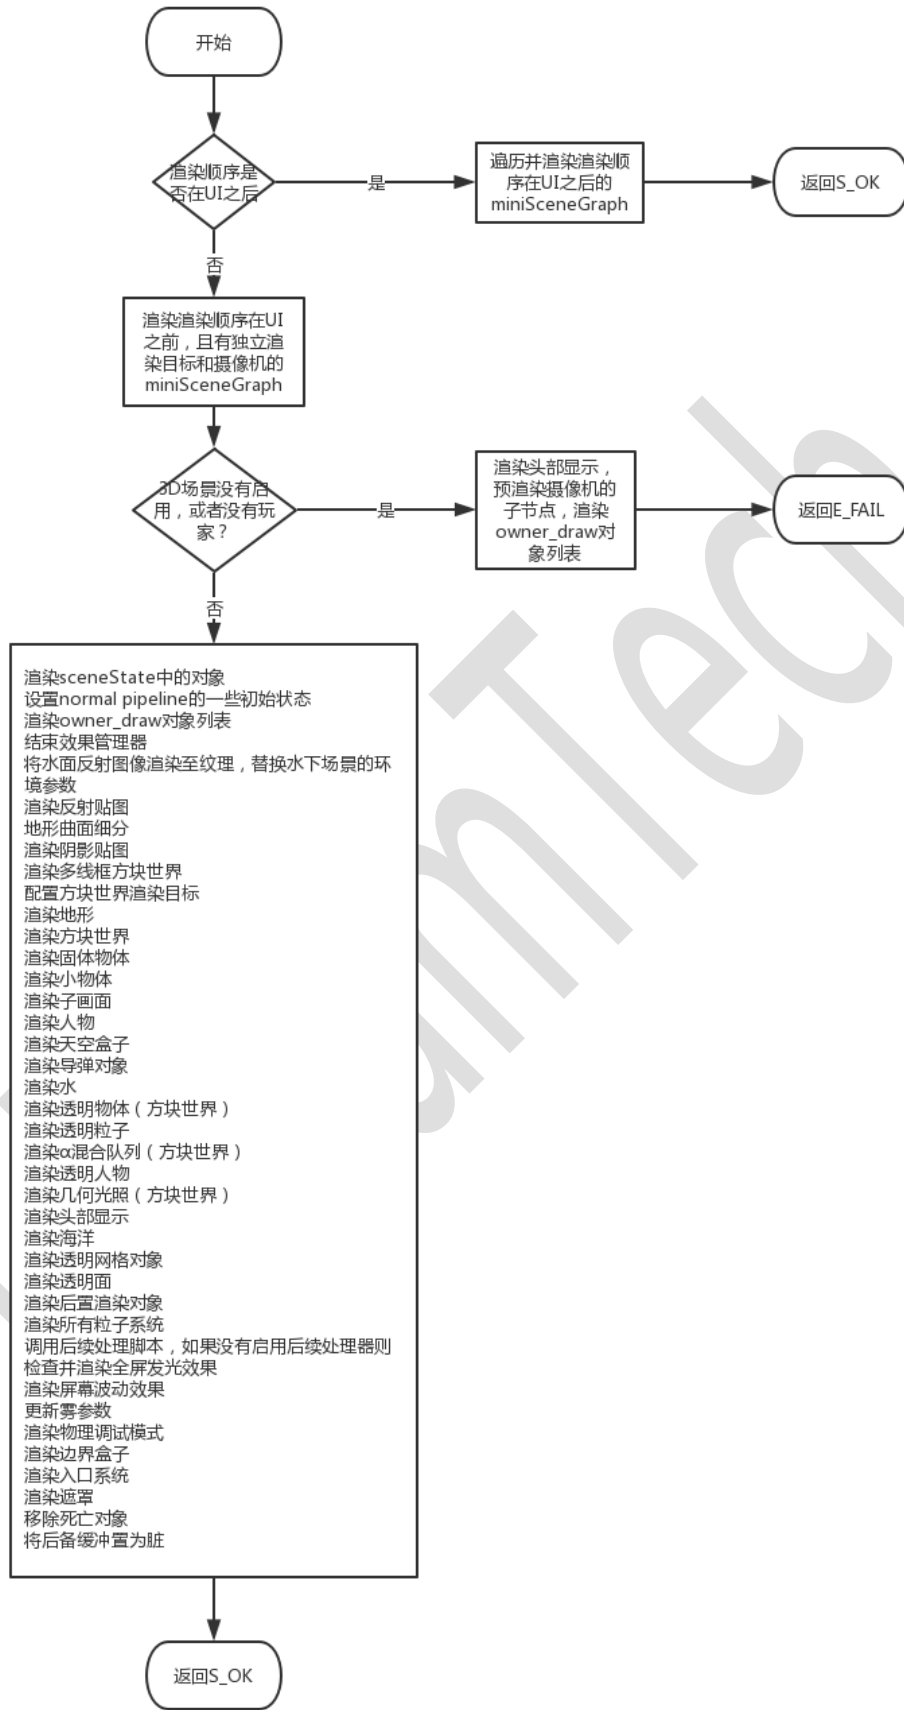 开始
渲染顺序是
否在UI之后
是
遍历并渲染渲染顺
序在UI之后的
miniSceneGraph
返回S_OK
否
渲染渲染顺序在UI
之前，且有独立渲
染目标和摄像机的
miniSceneGraph
3D场景没有启
用，或者没有玩
家？
是
渲染头部显示，
预渲染摄像机的
子节点，渲染
owner_draw对
象列表
返回E_FAIL
否
渲染sceneState中的对象
设置normal pipeline的一些初始状态
渲染owner_draw对象列表
结束效果管理器
将水面反射图像渲染至纹理，替换水下场景的环
境参数
渲染反射贴图
地形曲面细分
渲染阴影贴图
渲染多线框方块世界
配置方块世界渲染目标
渲染地形
渲染方块世界
渲染固体物体
渲染小物体
渲染子画面
渲染人物
渲染天空盒子
渲染导弹对象
渲染水
渲染透明物体（方块世界）
渲染透明粒子
渲染α混合队列（方块世界）
渲染透明人物
渲染几何光照（方块世界）
渲染头部显示
渲染海洋
渲染透明网格对象
渲染透明面
渲染后置渲染对象
渲染所有粒子系统
调用后续处理脚本，如果没有启用后续处理器则
检查并渲染全屏发光效果
渲染屏幕波动效果
更新雾参数
渲染物理调试模式
渲染边界盒子
渲染入口系统
渲染遮罩
移除死亡对象
将后备缓冲置为脏
返回S_OK